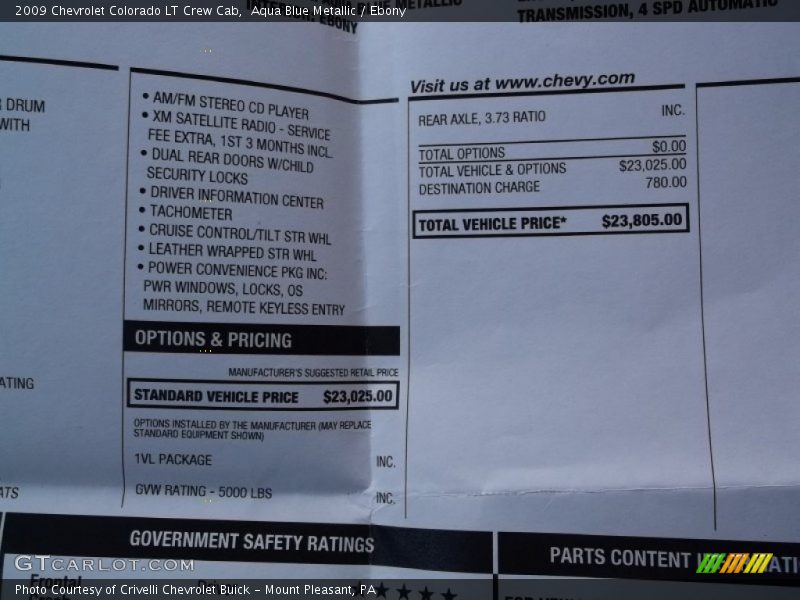 2009 Chevrolet Colorado LT Crew Cab, Aqua Blue Metallic / Ebony
METALLIC
EBONY
TRANSMISSION, 4 SPD AUTOMATIC
DRUM
WITH
• AM/FM STEREO CD PLAYER
• XM SATELLITE RADIO - SERVICE
FEE EXTRA, 1ST 3 MONTHS INCL.
• DUAL REAR DOORS W/CHILD
SECURITY LOCKS
• DRIVER INFORMATION CENTER
• TACHOMETER
• CRUISE CONTROL/TILT STR WHL
• LEATHER WRAPPED STR WHL
• POWER CONVENIENCE PKG INC:
PWR WINDOWS, LOCKS, OS
MIRRORS, REMOTE KEYLESS ENTRY
OPTIONS & PRICING
MANUFACTURER'S SUGGESTED RETAIL PRICE
STANDARD VEHICLE PRICE $23,025.00
OPTIONS INSTALLED BY THE MANUFACTURER (MAY REPLACE
STANDARD EQUIPMENT SHOWN)
1VL PACKAGE INC.
GVW RATING - 5000 LBS INC.
Visit us at www.chevy.com
REAR AXLE, 3.73 RATIO INC.
TOTAL OPTIONS $0.00
TOTAL VEHICLE & OPTIONS $23,025.00
DESTINATION CHARGE 780.00
TOTAL VEHICLE PRICE* $23,805.00
GOVERNMENT SAFETY RATINGS
PARTS CONTENT
GTCARLOT.COM
Frontal
Photo Courtesy of Crivelli Chevrolet Buick - Mount Pleasant, PA